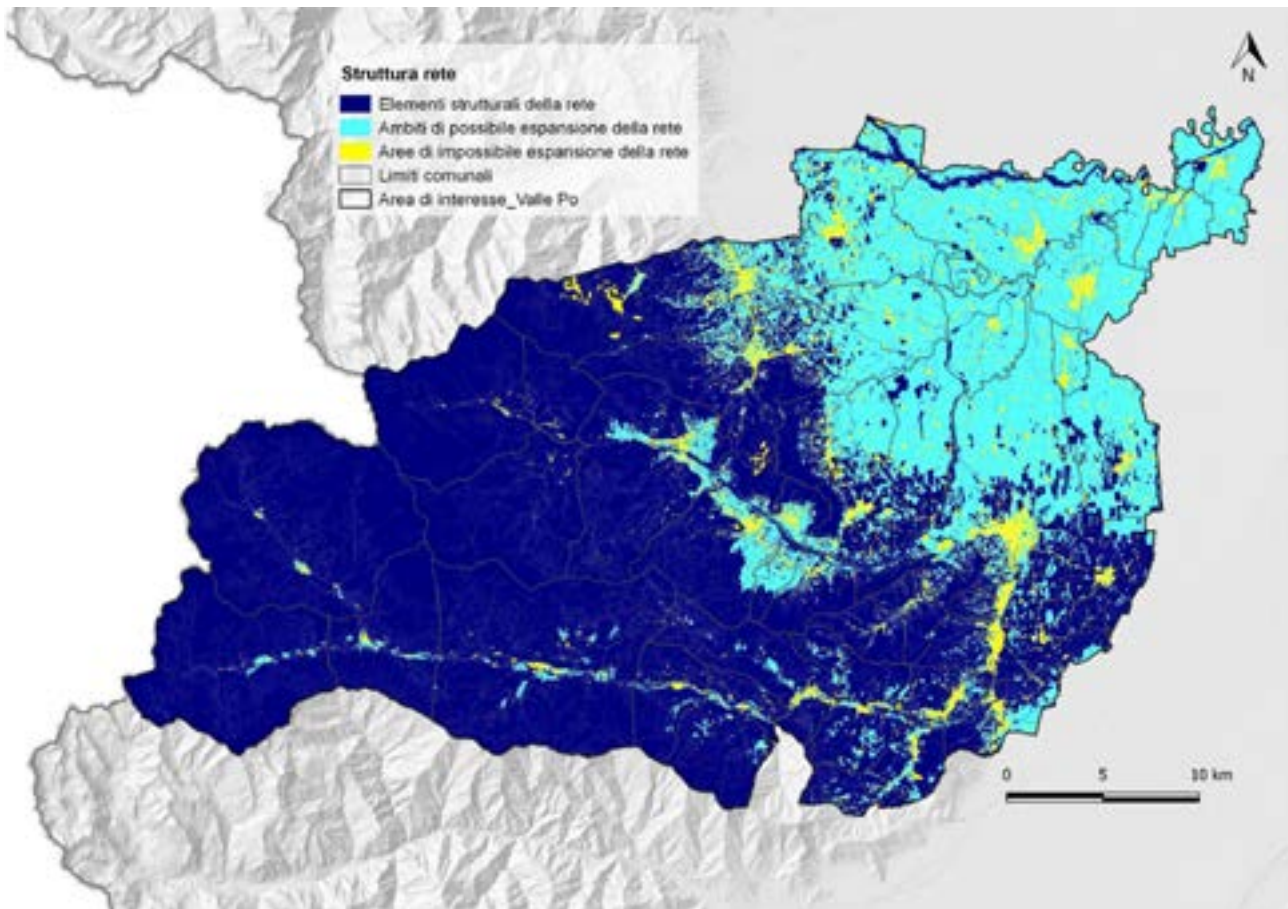 Struttura rete
Elementi strutturali della rete
Ambiti di possibile espansione della rete
Aree di impossibile espansione della rete
Limiti comunali
Area di interesse_Valle Po
N
0 5 10 km